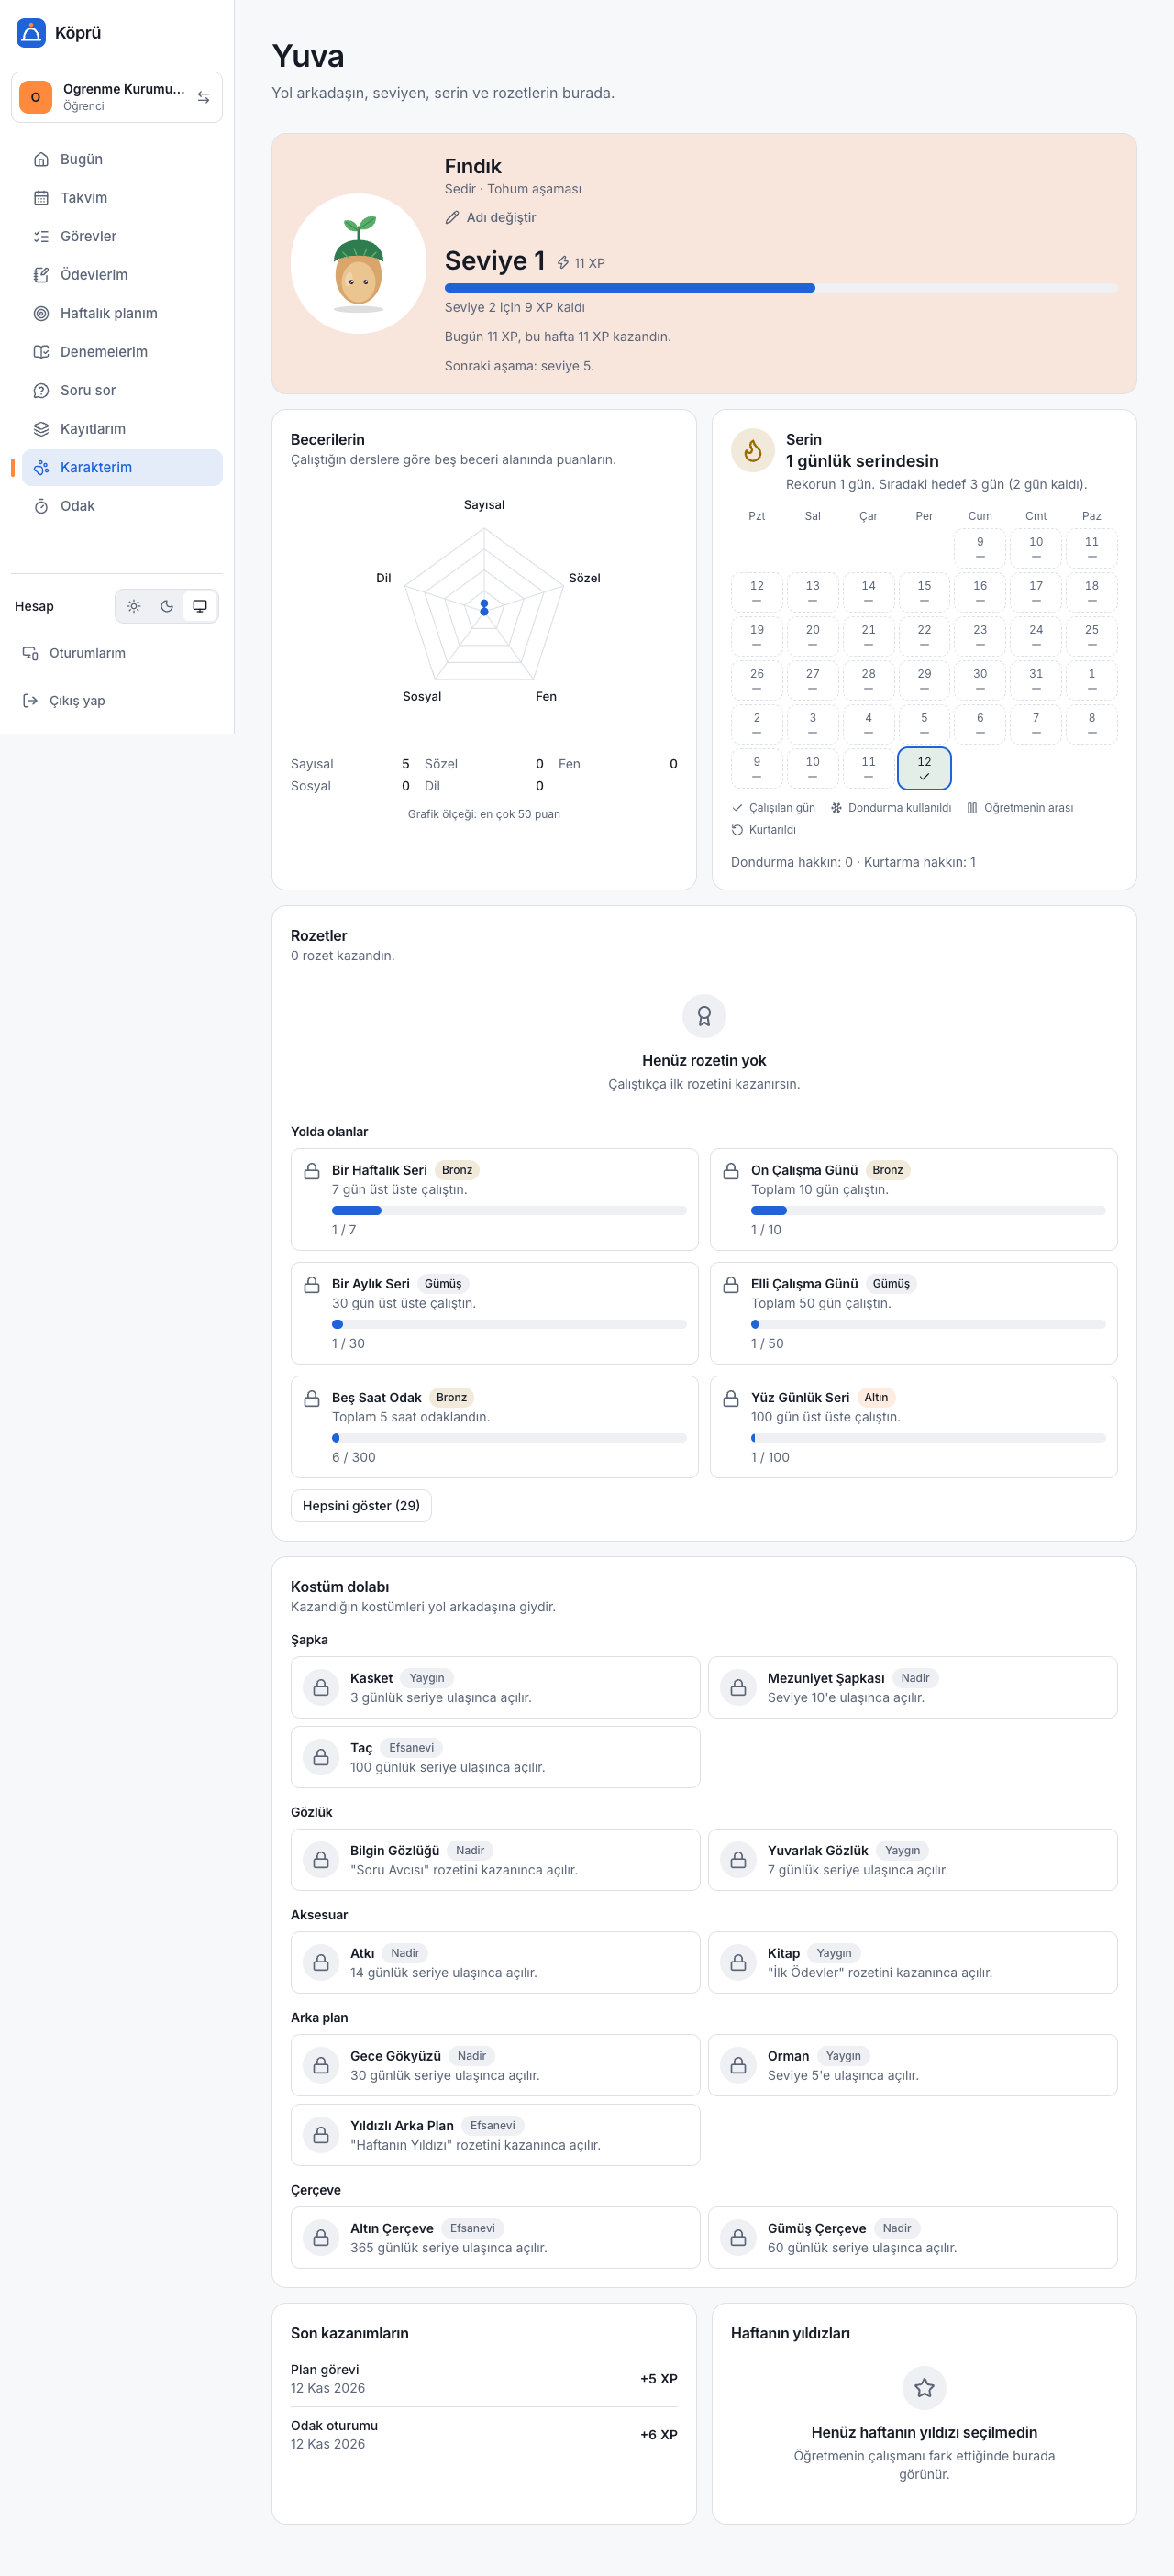 Köprü
O
Ogrenme Kurumu...
Öğrenci
Bugün
Takvim
Görevler
Ödevlerim
Haftalık planım
Denemelerim
Soru sor
Kayıtlarım
Karakterim
Odak
Hesap
Oturumlarım
Çıkış yap
Yuva
Yol arkadaşın, seviyen, serin ve rozetlerin burada.
Fındık
Sedir · Tohum aşaması
Adı değiştir
Seviye 1 11 XP
Seviye 2 için 9 XP kaldı
Bugün 11 XP, bu hafta 11 XP kazandın.
Sonraki aşama: seviye 5.
Becerilerin
Çalıştığın derslere göre beş beceri alanında puanların.
Sayısal
Dil
Sözel
Sosyal
Fen
Sayısal 5 Sözel 0 Fen 0
Sosyal 0 Dil 0
Grafik ölçeği: en çok 50 puan
Serin
1 günlük serindesin
Rekorun 1 gün. Sıradaki hedef 3 gün (2 gün kaldı).
Pzt Sal Çar Per Cum Cmt Paz
9 10 11
12 13 14 15 16 17 18
19 20 21 22 23 24 25
26 27 28 29 30 31 1
2 3 4 5 6 7 8
9 10 11 12
Çalışılan gün Dondurma kullanıldı Öğretmenin arası
Kurtarıldı
Dondurma hakkın: 0 · Kurtarma hakkın: 1
Rozetler
0 rozet kazandın.
Henüz rozetin yok
Çalıştıkça ilk rozetini kazanırsın.
Yolda olanlar
Bir Haftalık Seri Bronz
7 gün üst üste çalıştın.
1 / 7
On Çalışma Günü Bronz
Toplam 10 gün çalıştın.
1 / 10
Bir Aylık Seri Gümüş
30 gün üst üste çalıştın.
1 / 30
Elli Çalışma Günü Gümüş
Toplam 50 gün çalıştın.
1 / 50
Beş Saat Odak Bronz
Toplam 5 saat odaklandın.
6 / 300
Yüz Günlük Seri Altın
100 gün üst üste çalıştın.
1 / 100
Hepsini göster (29)
Kostüm dolabı
Kazandığın kostümleri yol arkadaşına giydir.
Şapka
Kasket Yaygın
3 günlük seriye ulaşınca açılır.
Mezuniyet Şapkası Nadir
Seviye 10'e ulaşınca açılır.
Taç Efsanevi
100 günlük seriye ulaşınca açılır.
Gözlük
Bilgin Gözlüğü Nadir
"Soru Avcısı" rozetini kazanınca açılır.
Yuvarlak Gözlük Yaygın
7 günlük seriye ulaşınca açılır.
Aksesuar
Atkı Nadir
14 günlük seriye ulaşınca açılır.
Kitap Yaygın
"İlk Ödevler" rozetini kazanınca açılır.
Arka plan
Gece Gökyüzü Nadir
30 günlük seriye ulaşınca açılır.
Orman Yaygın
Seviye 5'e ulaşınca açılır.
Yıldızlı Arka Plan Efsanevi
"Haftanın Yıldızı" rozetini kazanınca açılır.
Çerçeve
Altın Çerçeve Efsanevi
365 günlük seriye ulaşınca açılır.
Gümüş Çerçeve Nadir
60 günlük seriye ulaşınca açılır.
Son kazanımların
Plan görevi
12 Kas 2026
+5 XP
Odak oturumu
12 Kas 2026
+6 XP
Haftanın yıldızları
Henüz haftanın yıldızı seçilmedin
Öğretmenin çalışmanı fark ettiğinde burada
görünür.